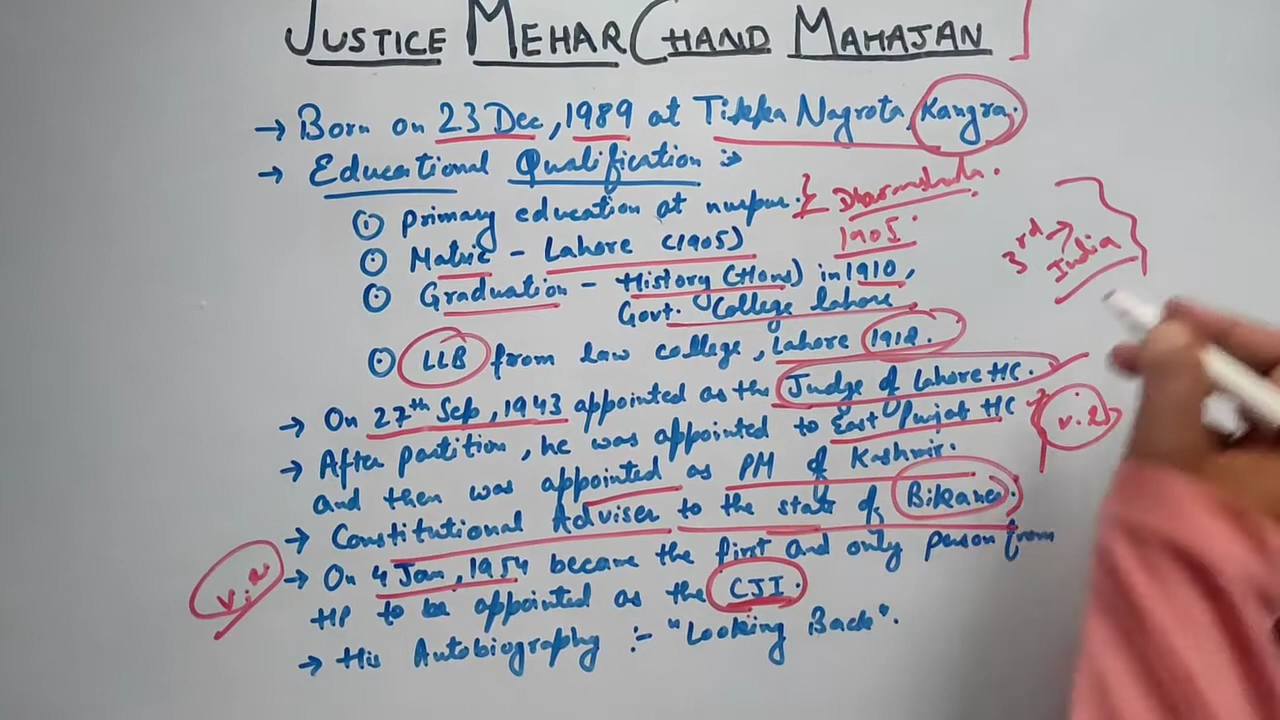 JUSTICE MEHAR CHAND MAHAJAN
→ Born on 23 Dec, 1989 at Tikka Nagrota, Kangra.
→ Educational Qualification :→
① Primary education at nurpur. } Dharamshala.
② Matric - Lahore (1905) 1905.
③ Graduation - History (Hons) in 1910,
Govt. College lahore
④ LLB from law college, Lahore 1912.
3rd → India
→ On 27th Sep, 1943 appointed as the Judge of Lahore HC.
→ After partition, he was appointed to East Punjab HC
and then was appointed as PM of Kashmir.
v.i.
→ Constitutional Adviser to the state of Bikaner.
→ On 4 Jan, 1954 became the first and only person from
HP to be appointed as the CJI.
v.i.
→ His Autobiography :- "Looking Back".